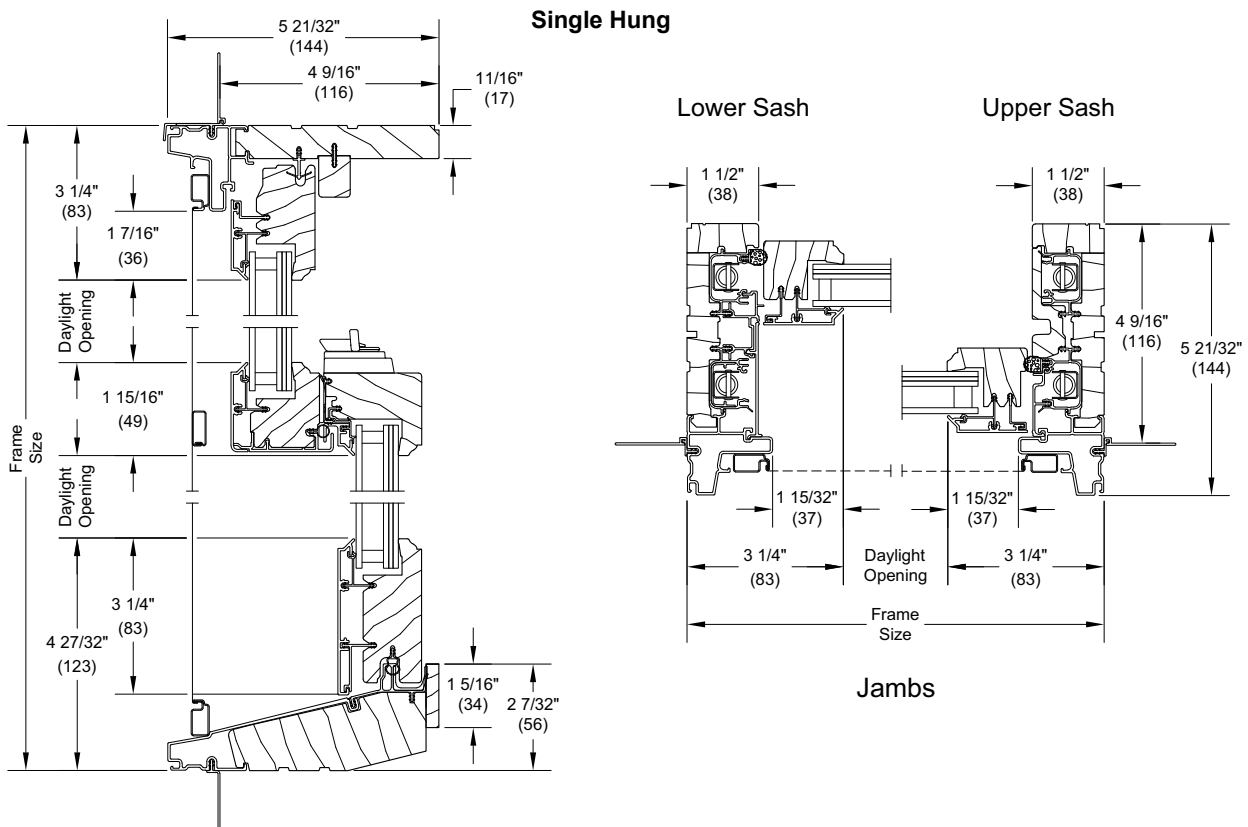 Single Hung
5 21/32"
(144)
4 9/16"
(116)
11/16"
(17)
3 1/4"
(83)
1 7/16"
(36)
Daylight
Opening
1 15/16"
(49)
Frame
Size
Daylight
Opening
3 1/4"
(83)
4 27/32"
(123)
1 5/16"
(34)
2 7/32"
(56)
Lower Sash
Upper Sash
1 1/2"
(38)
1 1/2"
(38)
4 9/16"
(116)
5 21/32"
(144)
1 15/32"
(37)
1 15/32"
(37)
3 1/4"
(83)
Daylight
Opening
3 1/4"
(83)
Frame
Size
Jambs